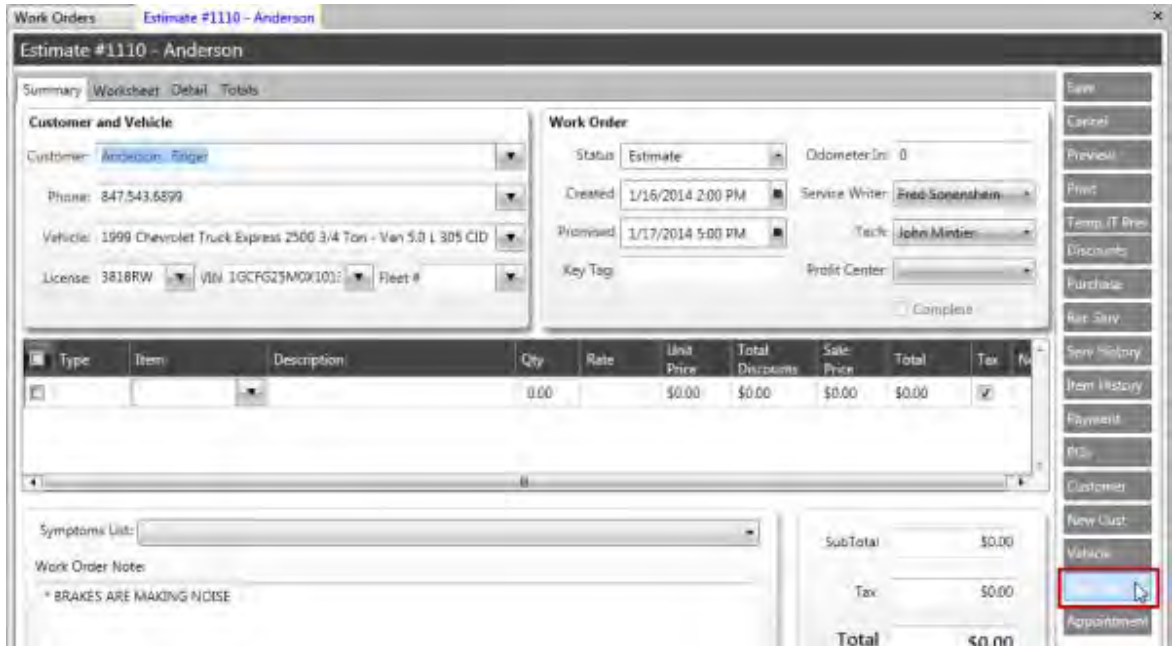 Work Orders Estimate #1110 - Anderson
Estimate #1110 - Anderson
Summary Worksheet Detail Totals
Customer and Vehicle
Customer: Anderson, Roger
Phone: 847.543.6899
Vehicle: 1999 Chevrolet Truck Express 2500 3/4 Ton - Van 5.0 L 305 CID
License: 3818RW VIN Fleet #
Work Order
Status Estimate
Created 1/16/2014 2:00 PM
Promised 1/17/2014 5:00 PM
Key Tag:
Odometer In: 0
Service Writer: Fred Sonenshein
Tech: John Mintier
Profit Center:
Complete
Type Item Description Qty Rate Unit Price Total Discounts Sale Price Total Tax
0.00 $0.00 $0.00 $0.00 $0.00
Symptoms List:
Work Order Note:
* BRAKES ARE MAKING NOISE
SubTotal $0.00
Tax $0.00
Total $0.00
Save
Cancel
Preview
Print
Discounts
Purchase
Rec Serv
Serv History
Item History
Payment
POs
Customer
New Cust
Vehicle
Appointment